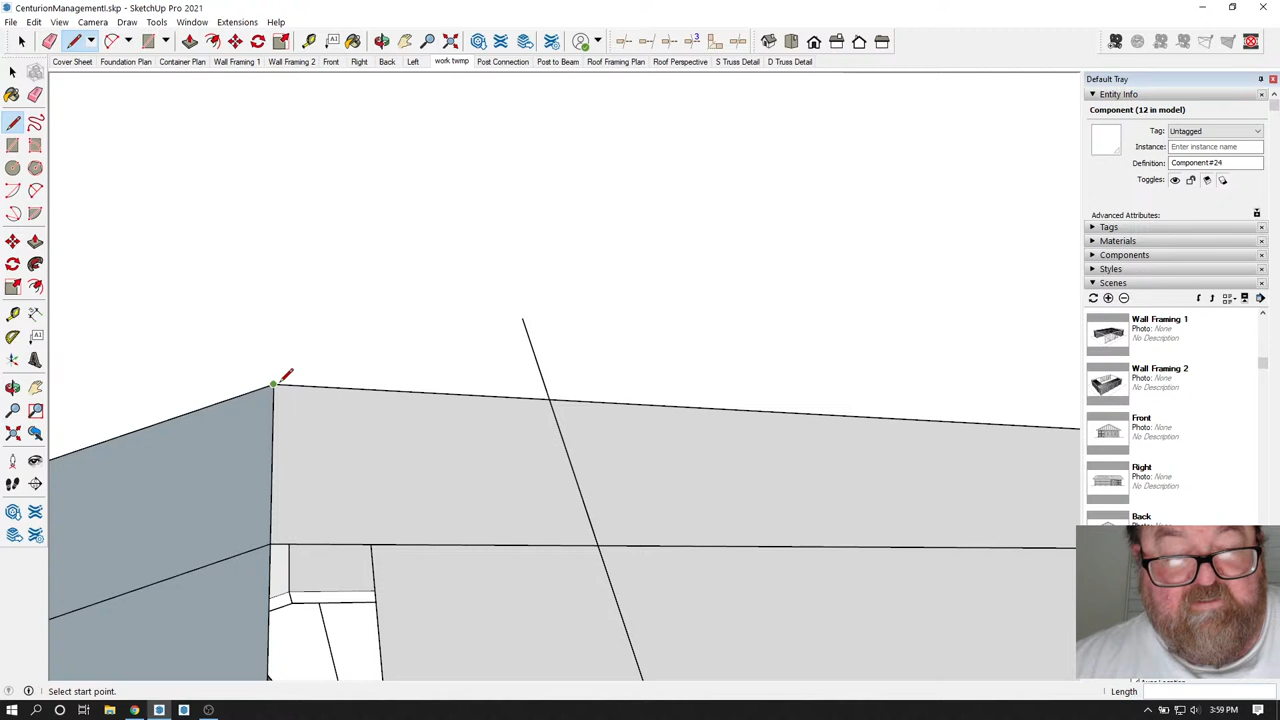 CenturionManagementI.skp - SketchUp Pro 2021
File Edit View Camera Draw Tools Window Extensions Help
3
Cover Sheet Foundation Plan Container Plan Wall Framing 1 Wall Framing 2 Front Right Back Left work twmp Post Connection Post to Beam Roof Framing Plan Roof Perspective S Truss Detail D Truss Detail
Default Tray
Entity Info
Component (12 in model)
Tag: Untagged
Instance: Enter instance name
Definition: Component#24
Toggles:
Advanced Attributes:
Tags
Materials
Components
Styles
Scenes
Wall Framing 1
Photo: None
No Description
Wall Framing 2
Photo: None
No Description
Front
Photo: None
No Description
Right
Photo: None
No Description
Back
Select start point.
Length
3:59 PM